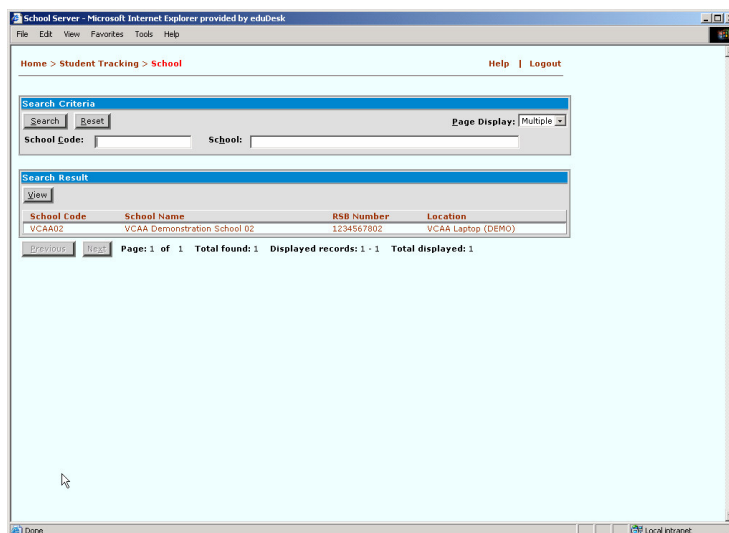 School Server - Microsoft Internet Explorer provided by eduDesk
File Edit View Favorites Tools Help
Home > Student Tracking > School Help | Logout
Search Criteria
Search Reset Page Display: Multiple
School Code: School:
Search Result
View
School Code School Name RSB Number Location
VCAA02 VCAA Demonstration School 02 1234567802 VCAA Laptop (DEMO)
Previous Next Page: 1 of 1 Total found: 1 Displayed records: 1 - 1 Total displayed: 1
Done Local intranet